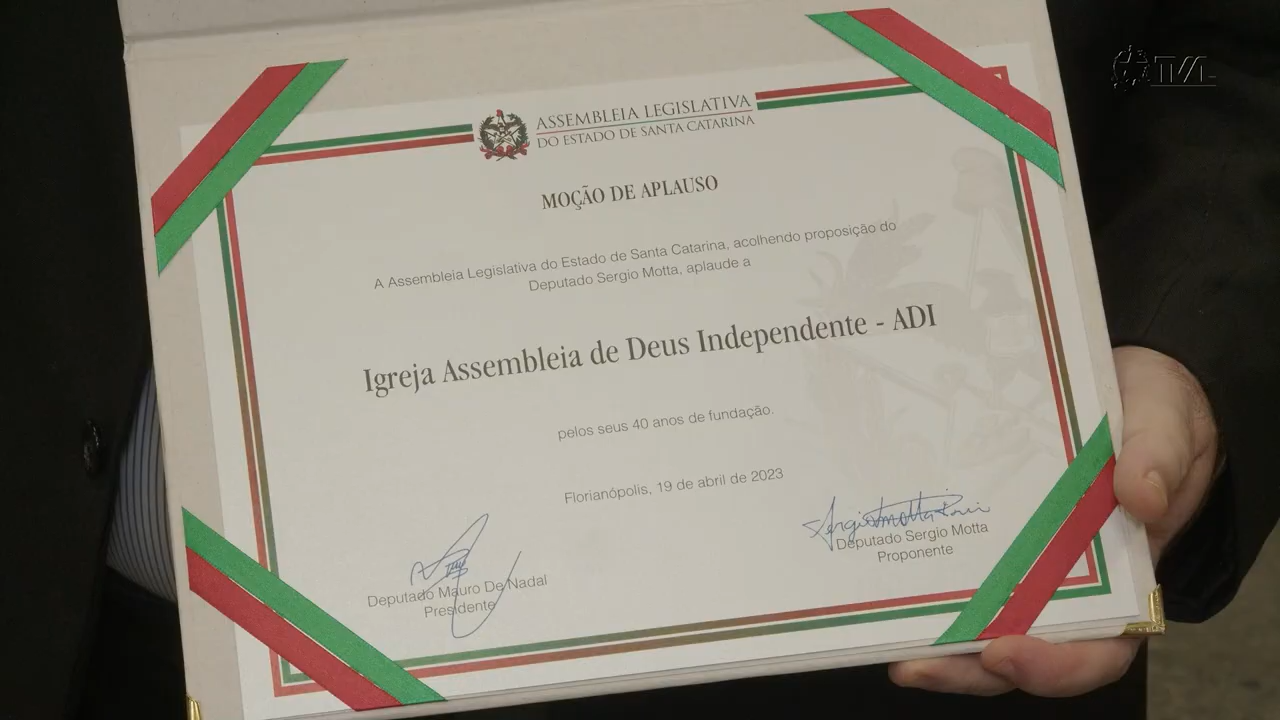 TVAL
ASSEMBLEIA LEGISLATIVA
DO ESTADO DE SANTA CATARINA
MOÇÃO DE APLAUSO
A Assembleia Legislativa do Estado de Santa Catarina, acolhendo proposição do
Deputado Sergio Motta, aplaude a
Igreja Assembleia de Deus Independente - ADI
pelos seus 40 anos de fundação.
Florianópolis, 19 de abril de 2023
Deputado Mauro De Nadal
Presidente
Deputado Sergio Motta
Proponente